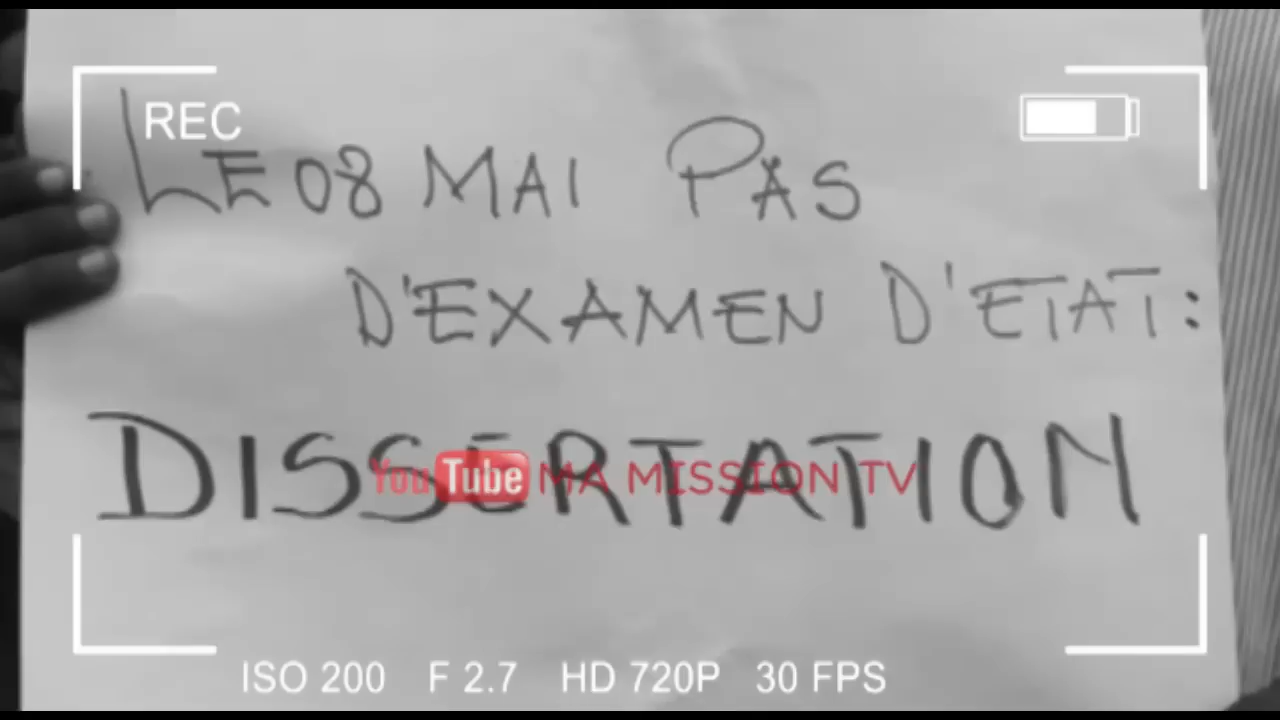 REC
LE 08 MAI PAS
D'EXAMEN D'ETAT:
DISSERTATION
YouTube MA MISSION TV
ISO 200 F 2.7 HD 720P 30 FPS